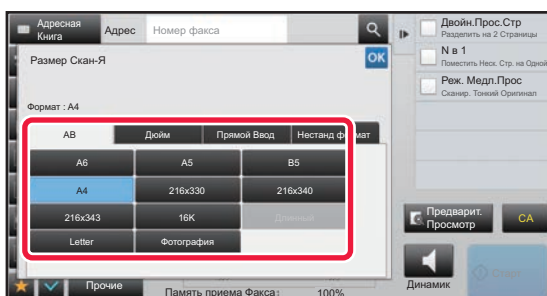 Адресная
Книга
Адрес
Номер факса
Размер Скан-Я
OK
Формат : A4
AB
Дюйм
Прямой Ввод
Нестанд формат
A6
A5
B5
A4
216x330
216x340
216x343
16K
Длинный
Letter
Фотография
Прочие
Память приема Факса:
100%
Двойн.Прос.Стр
Разделить на 2 Страницы
N в 1
Поместить Неск. Стр. на Одной
Реж. Медл.Прос
Сканир. Тонкий Оригинал
Предварит.
Просмотр
CA
Динамик
Старт